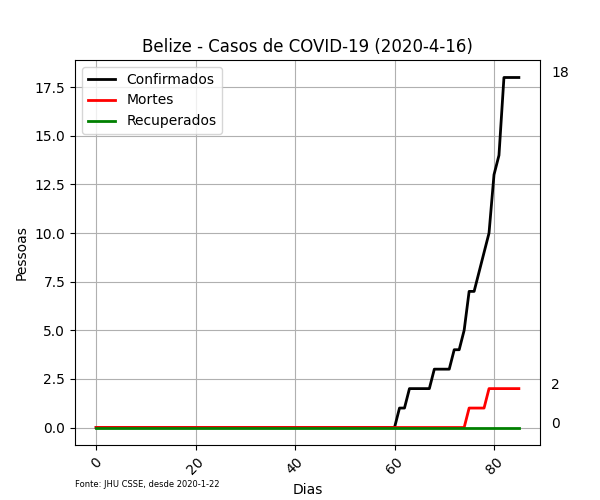 Belize - Casos de COVID-19 (2020-4-16)
Confirmados
Mortes
Recuperados
18
2
0
17.5
15.0
12.5
10.0
7.5
5.0
2.5
0.0
Pessoas
0
20
40
60
80
Dias
Fonte: JHU CSSE, desde 2020-1-22